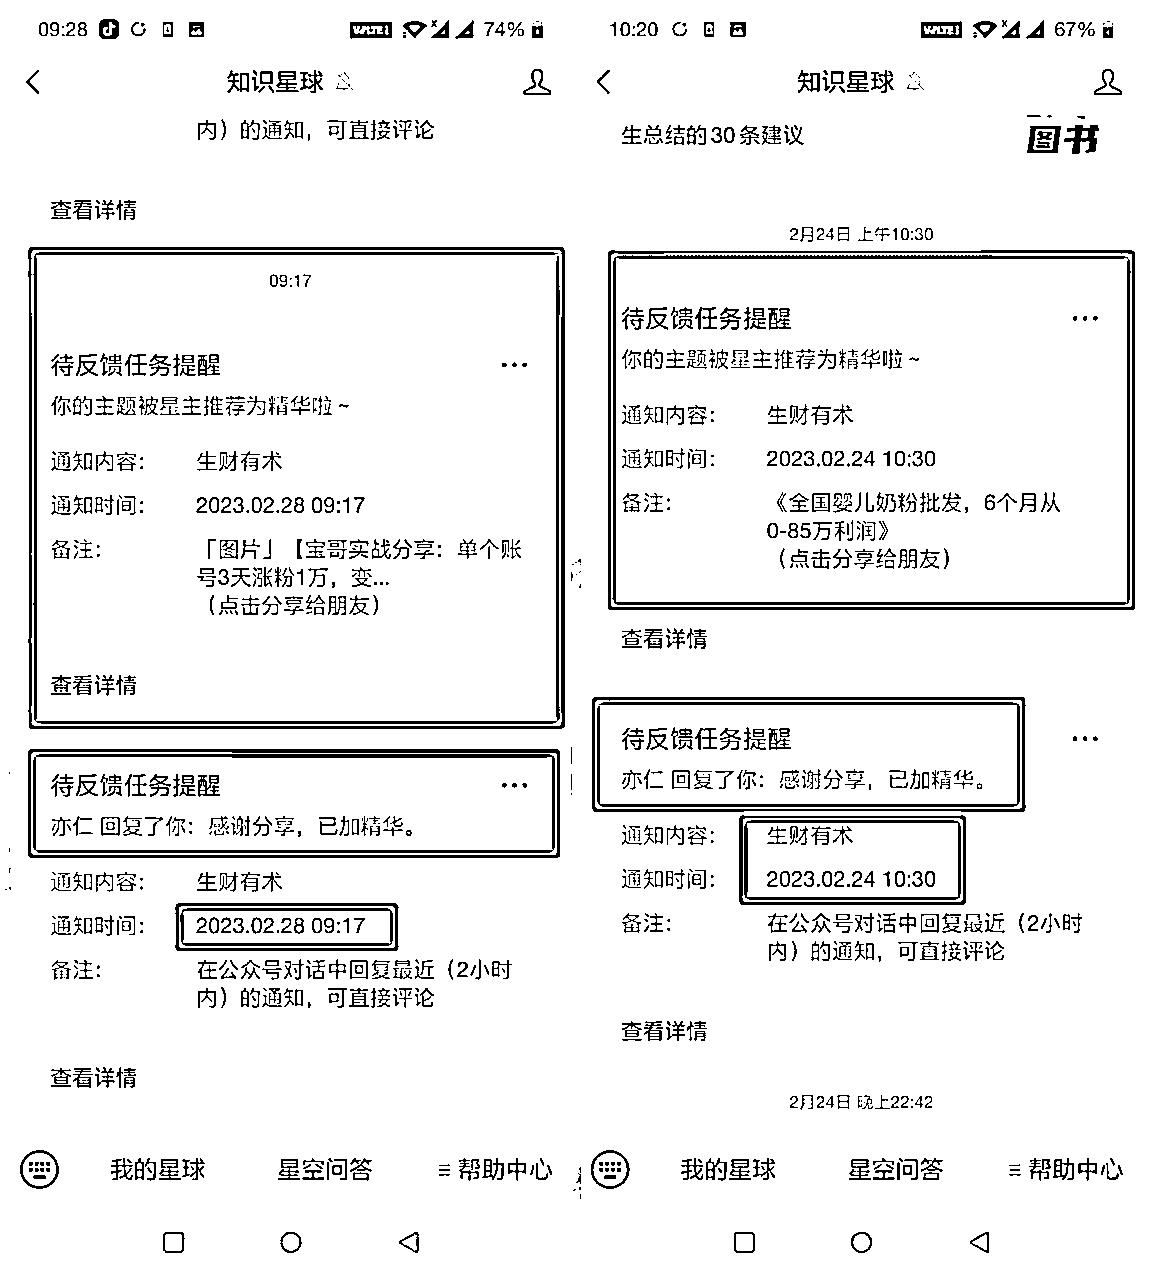 09:28
74%
知识星球
内）的通知，可直接评论
查看详情
09:17
待反馈任务提醒
你的主题被星主推荐为精华啦～
通知内容：
生财有术
通知时间：
2023.02.28 09:17
备注：
「图片」【宝哥实战分享：单个账
号3天涨粉1万，变...
（点击分享给朋友）
查看详情
待反馈任务提醒
亦仁 回复了你：感谢分享，已加精华。
通知内容：
生财有术
通知时间：
2023.02.28 09:17
备注：
在公众号对话中回复最近（2小时
内）的通知，可直接评论
查看详情
我的星球
星空问答
帮助中心
10:20
67%
知识星球
生总结的30条建议
图书
2月24日 上午10:30
待反馈任务提醒
你的主题被星主推荐为精华啦～
通知内容：
生财有术
通知时间：
2023.02.24 10:30
备注：
《全国婴儿奶粉批发，6个月从
0-85万利润》
（点击分享给朋友）
查看详情
待反馈任务提醒
亦仁 回复了你：感谢分享，已加精华。
通知内容：
生财有术
通知时间：
2023.02.24 10:30
备注：
在公众号对话中回复最近（2小时
内）的通知，可直接评论
查看详情
2月24日 晚上22:42
我的星球
星空问答
帮助中心